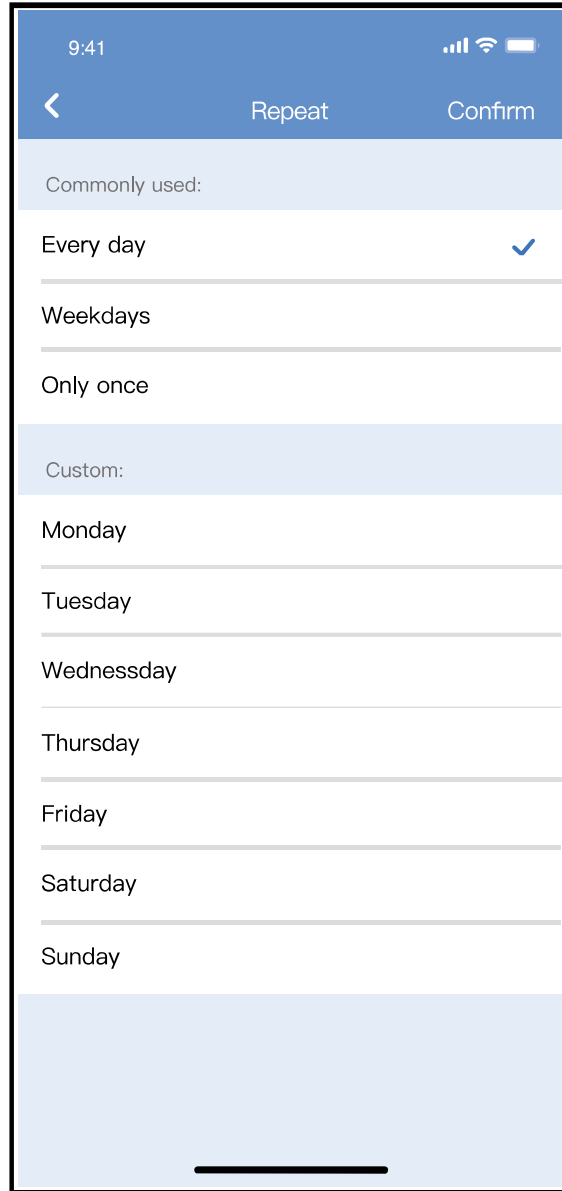 9:41
Repeat Confirm
Commonly used:
Every day
Weekdays
Only once
Custom:
Monday
Tuesday
Wednessday
Thursday
Friday
Saturday
Sunday